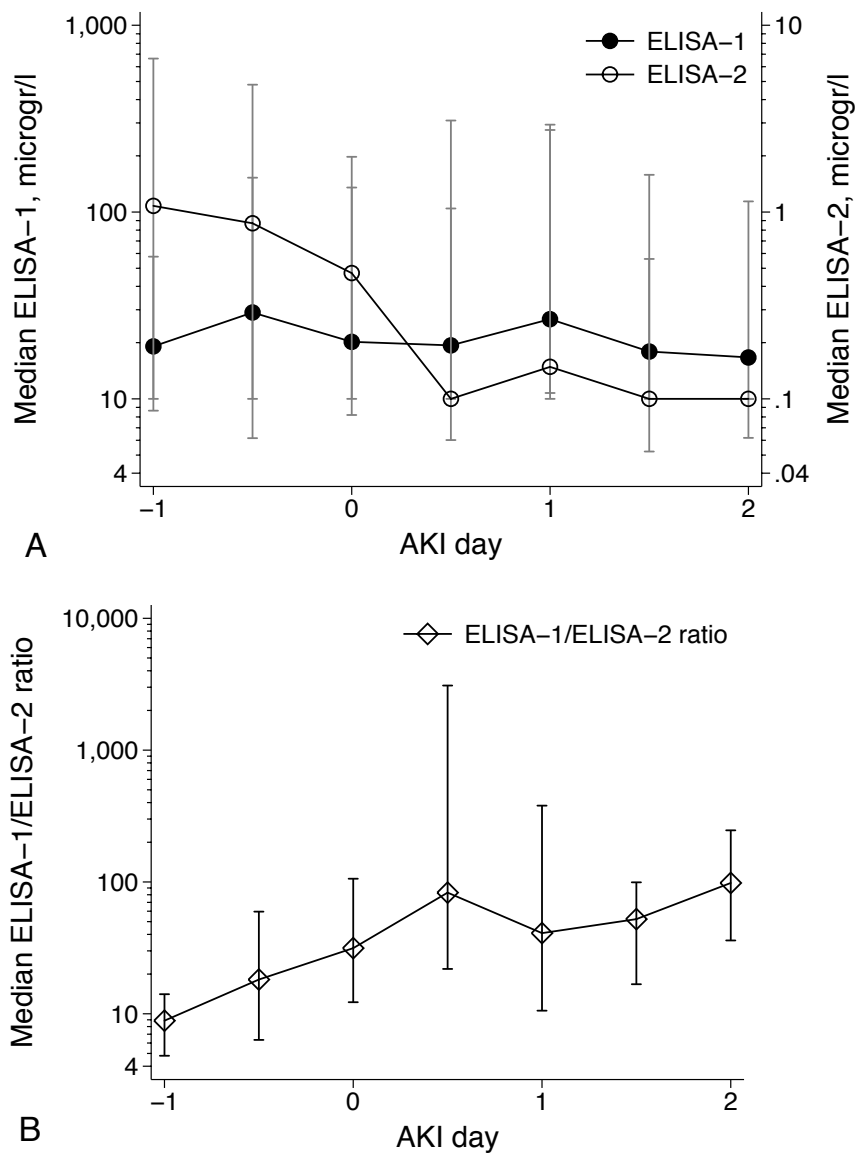 1,000
100
10
4
Median ELISA−1, microgr/l
ELISA−1
ELISA−2
10
1
.1
.04
Median ELISA−2, microgr/l
−1
0
1
2
AKI day
A
10,000
1,000
100
10
4
Median ELISA−1/ELISA−2 ratio
ELISA−1/ELISA−2 ratio
−1
0
1
2
AKI day
B